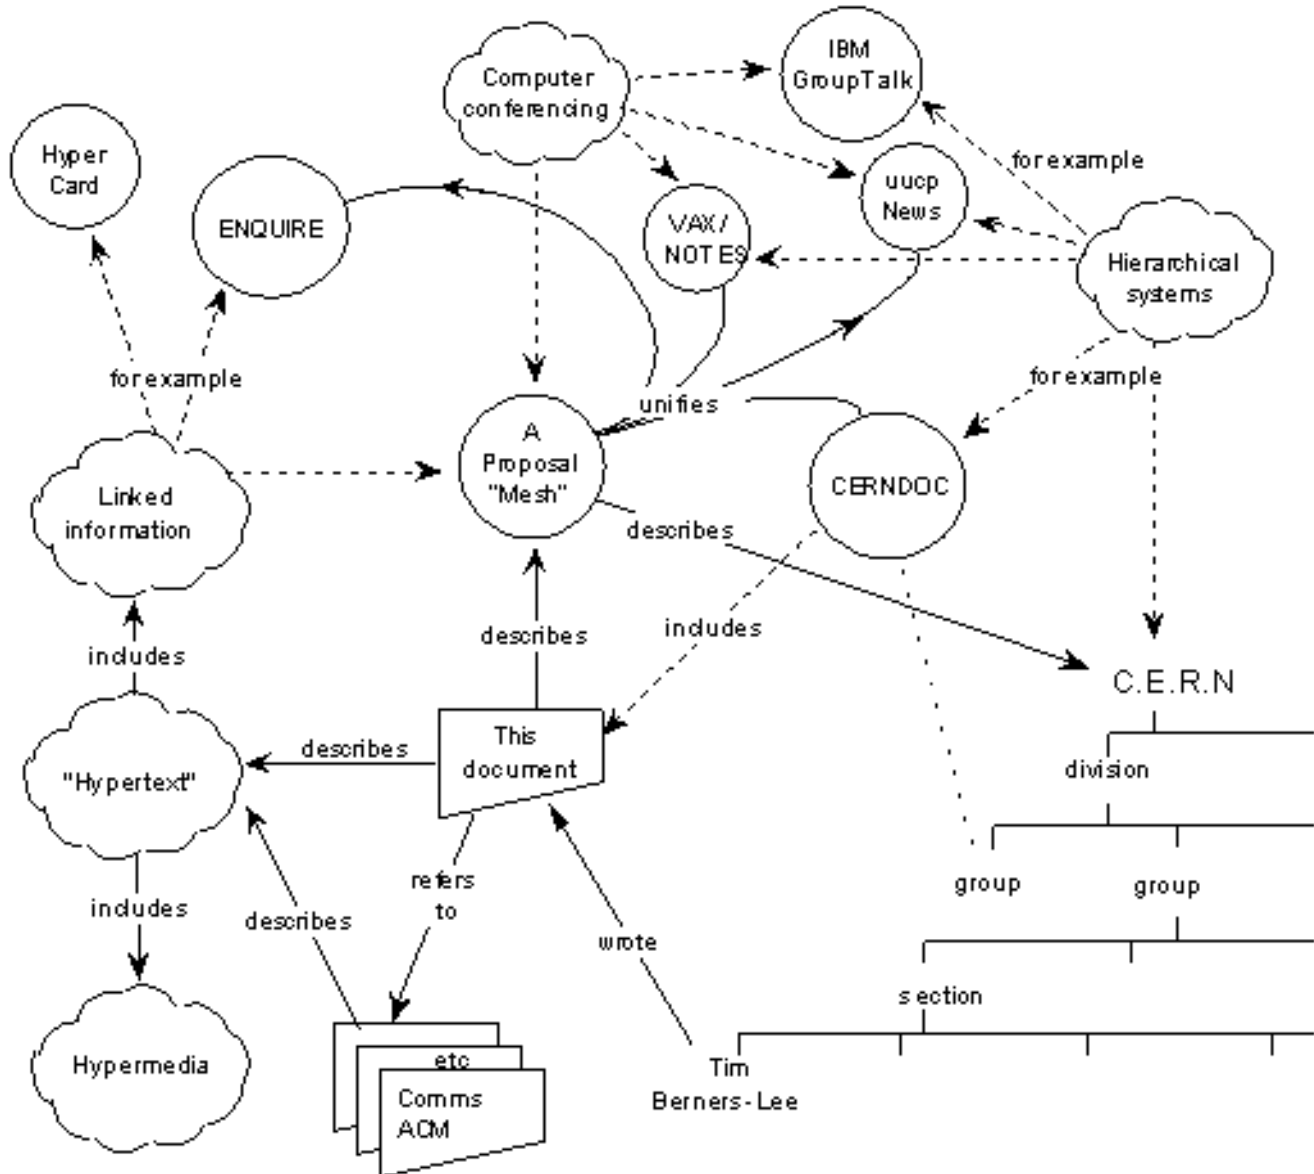 IBM
GroupTalk
Computer
conferencing
Hyper
Card
for example
uucp
News
ENQUIRE
VAX/
NOTES
Hierarchical
systems
for example
for example
unifies
A
Proposal
"Mesh"
CERNDOC
Linked
information
describes
includes
describes
includes
C.E.R.N
This
document
describes
"Hypertext"
division
refers
to
group
group
includes
describes
wrote
section
Hypermedia
etc
Comms
ACM
Tim
Berners-Lee